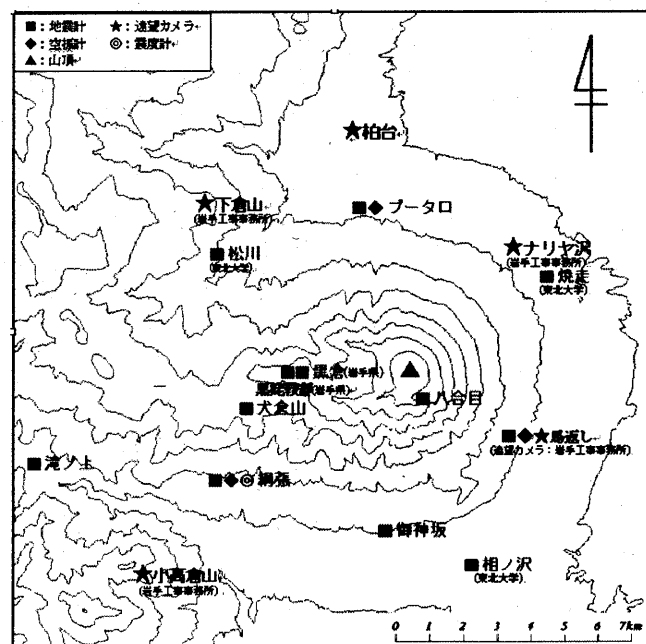 ■：地震計　★：遠望カメラ
◆：空振計　◎：震度計
▲：山頂
★柏台
★下倉山
(岩手工事事務所)
■◆ プータロ
■松川
(東北大学)
★ナリヤ沢
(岩手工事事務所)
■焼走
(東北大学)
■■黒倉(岩手県)
(岩手県)
▲
■八合目
■犬倉山
■◆★馬返し
(遠望カメラ：岩手工事事務所)
■滝ノ上
■◆◎網張
■御神坂
■相ノ沢
(東北大学)
★小高倉山
(岩手工事事務所)
0 1 2 3 4 5 6 7km